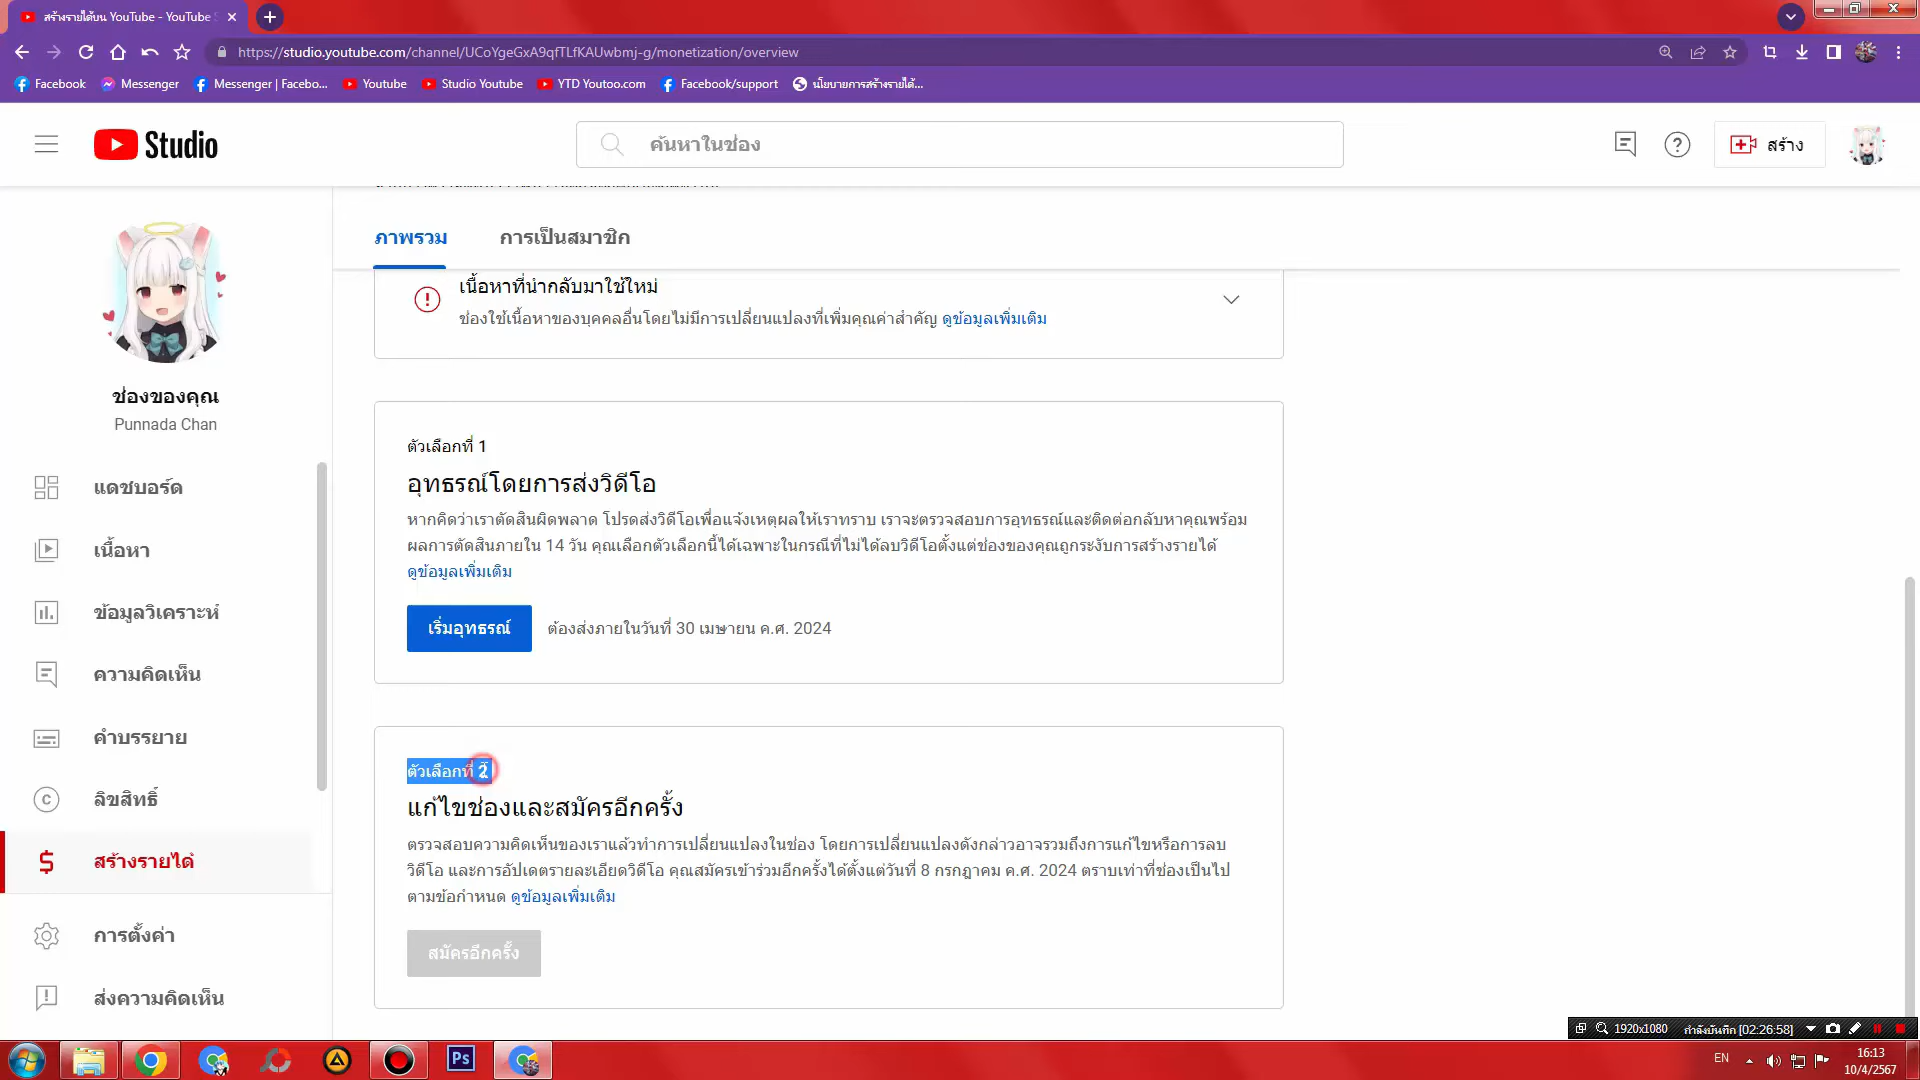 สร้างรายได้บน YouTube - YouTube S
https://studio.youtube.com/channel/UCoYgeGxA9qfTLfKAUwbmj-g/monetization/overview
Facebook
Messenger
Messenger | Facebo...
Youtube
Studio Youtube
YTD Youtoo.com
Facebook/support
นโยบายการสร้างรายได้...
Studio
ค้นหาในช่อง
สร้าง
ช่องของคุณ
Punnada Chan
แดชบอร์ด
เนื้อหา
ข้อมูลวิเคราะห์
ความคิดเห็น
คำบรรยาย
ลิขสิทธิ์
สร้างรายได้
การตั้งค่า
ส่งความคิดเห็น
ภาพรวม
การเป็นสมาชิก
เนื้อหาที่นำกลับมาใช้ใหม่
ช่องใช้เนื้อหาของบุคคลอื่นโดยไม่มีการเปลี่ยนแปลงที่เพิ่มคุณค่าสำคัญ ดูข้อมูลเพิ่มเติม
ตัวเลือกที่ 1
อุทธรณ์โดยการส่งวิดีโอ
หากคิดว่าเราตัดสินผิดพลาด โปรดส่งวิดีโอเพื่อแจ้งเหตุผลให้เราทราบ เราจะตรวจสอบการอุทธรณ์และติดต่อกลับหาคุณพร้อม
ผลการตัดสินภายใน 14 วัน คุณเลือกตัวเลือกนี้ได้เฉพาะในกรณีที่ไม่ได้ลบวิดีโอตั้งแต่ช่องของคุณถูกระงับการสร้างรายได้
ดูข้อมูลเพิ่มเติม
เริ่มอุทธรณ์
ต้องส่งภายในวันที่ 30 เมษายน ค.ศ. 2024
ตัวเลือกที่ 2
แก้ไขช่องและสมัครอีกครั้ง
ตรวจสอบความคิดเห็นของเราแล้วทำการเปลี่ยนแปลงในช่อง โดยการเปลี่ยนแปลงดังกล่าวอาจรวมถึงการแก้ไขหรือการลบ
วิดีโอ และการอัปเดตรายละเอียดวิดีโอ คุณสมัครเข้าร่วมอีกครั้งได้ตั้งแต่วันที่ 8 กรกฎาคม ค.ศ. 2024 ตราบเท่าที่ช่องเป็นไป
ตามข้อกำหนด ดูข้อมูลเพิ่มเติม
สมัครอีกครั้ง
1920x1080
กำลังบันทึก [02:26:58]
Ps
EN
16:13
10/4/2567